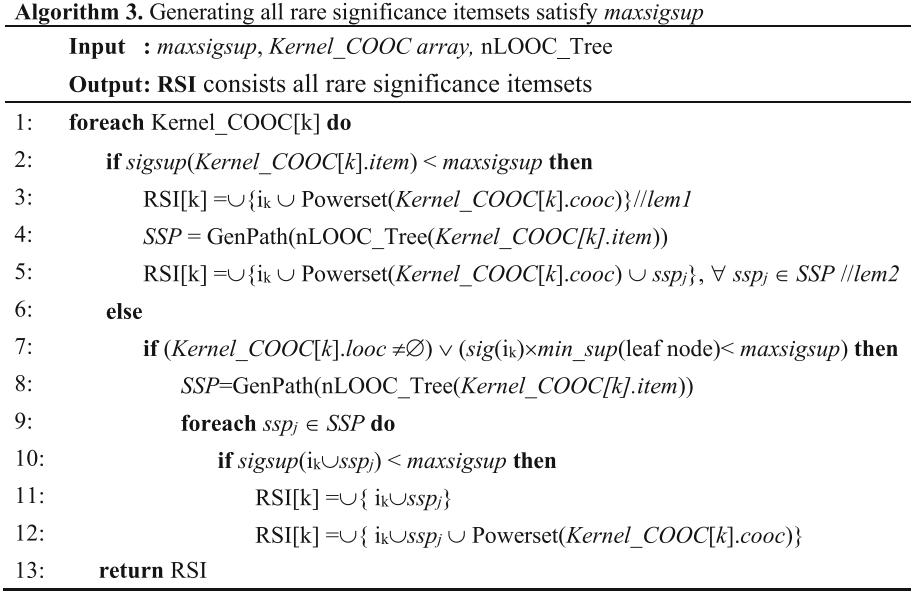 Algorithm 3. Generating all rare significance itemsets satisfy maxsigsup
Input : maxsigsup, Kernel_COOC array, nLOOC_Tree
Output: RSI consists all rare significance itemsets
1: foreach Kernel_COOC[k] do
2: if sigsup(Kernel_COOC[k].item) < maxsigsup then
3: RSI[k] =∪{iₖ ∪ Powerset(Kernel_COOC[k].cooc)}//lem1
4: SSP = GenPath(nLOOC_Tree(Kernel_COOC[k].item))
5: RSI[k] =∪{iₖ ∪ Powerset(Kernel_COOC[k].cooc) ∪ sspⱼ}, ∀ sspⱼ ∈ SSP //lem2
6: else
7: if (Kernel_COOC[k].looc ≠∅) ∨ (sig(iₖ)×min_sup(leaf node)< maxsigsup) then
8: SSP=GenPath(nLOOC_Tree(Kernel_COOC[k].item))
9: foreach sspⱼ ∈ SSP do
10: if sigsup(iₖ∪sspⱼ) < maxsigsup then
11: RSI[k] =∪{ iₖ∪sspⱼ}
12: RSI[k] =∪{ iₖ∪sspⱼ ∪ Powerset(Kernel_COOC[k].cooc)}
13: return RSI